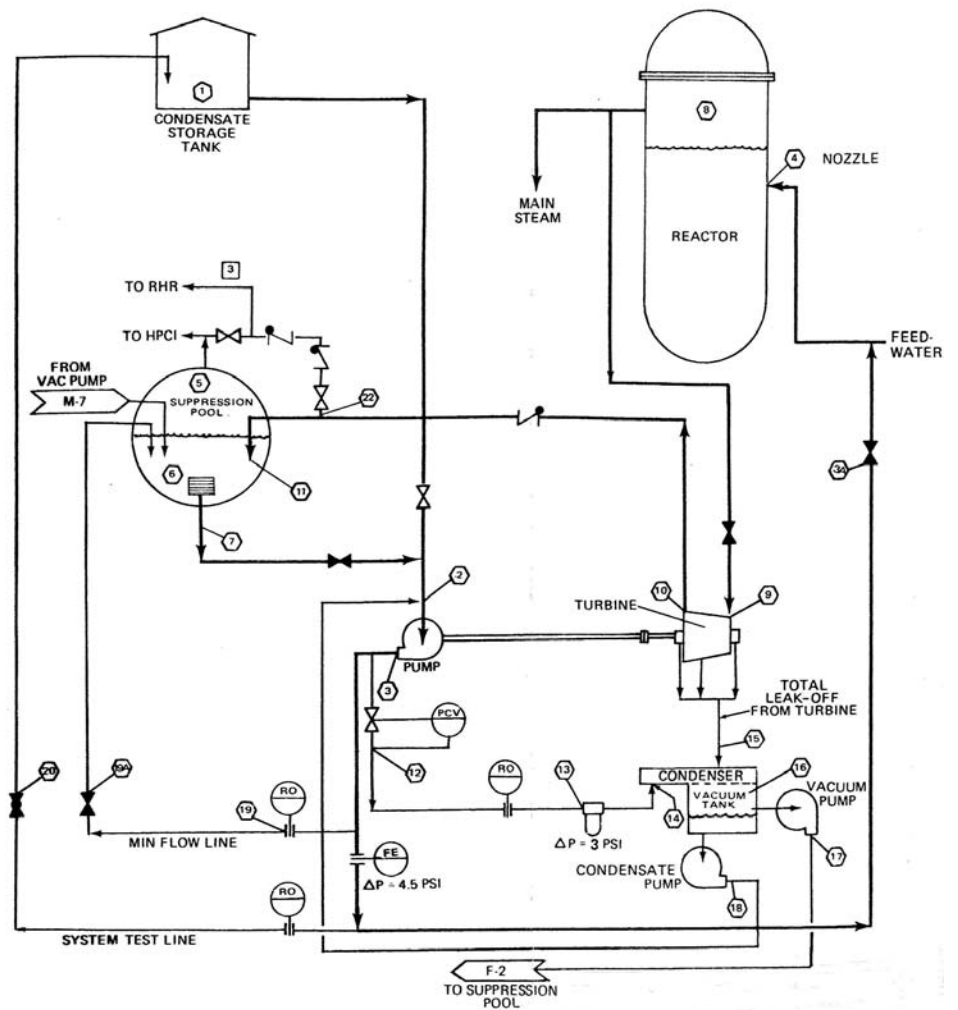 1
CONDENSATE
STORAGE
TANK
8
4
NOZZLE
MAIN
STEAM
REACTOR
3
TO RHR
TO HPCI
FEED-
WATER
FROM
VAC PUMP
M-7
5
SUPPRESSION
POOL
22
6
11
3A
7
2
10
9
TURBINE
PUMP
3
TOTAL
LEAK-OFF
FROM TURBINE
PCV
12
15
20
19A
RO
19
RO
13
CONDENSER
16
VACUUM
TANK
VACUUM
PUMP
14
MIN FLOW LINE
ΔP = 3 PSI
17
FE
ΔP = 4.5 PSI
CONDENSATE
PUMP
18
RO
SYSTEM TEST LINE
F-2
TO SUPPRESSION
POOL